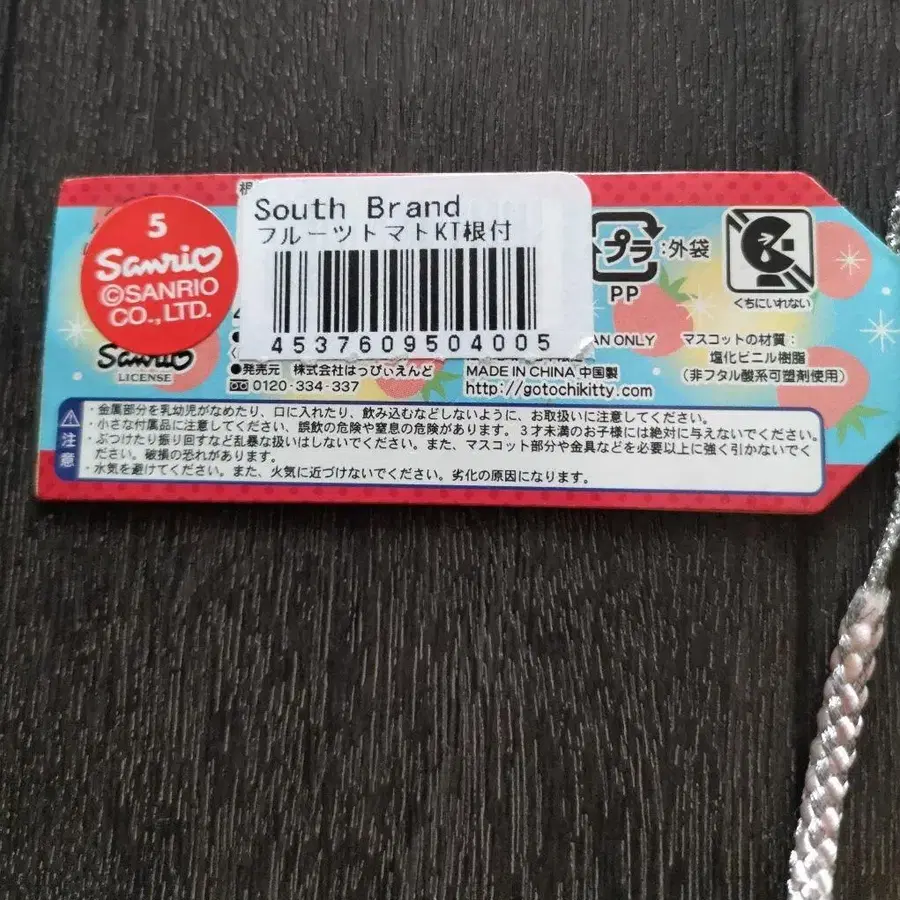 5
Sanrio
©SANRIO
CO.,LTD.
South Brand
フルーツトマトKT根付
4537609504005
プラ
:外袋
PP
くちにいれない
Sanrio
LICENSE
●発売元 株式会社はっぴぃえんど
0120-334-337
AN ONLY
MADE IN CHINA 中国製
http://gotochikitty.com
マスコットの材質:
塩化ビニル樹脂
(非フタル酸系可塑剤使用)
注意
・金属部分を乳幼児がなめたり、口に入れたり、飲み込むなどしないように、お取扱いに注意してください。
・小さな付属品に注意してください、誤飲の危険や窒息の危険があります。3才未満のお子様には絶対に与えないでください。
・ぶつけたり振り回すなど乱暴な扱いはしないでください。また、マスコット部分や金具などを必要以上に強く引かないでく
ださい。破損の恐れがあります。
・水気を避けてください。また、火気に近づけないでください。劣化の原因になります。